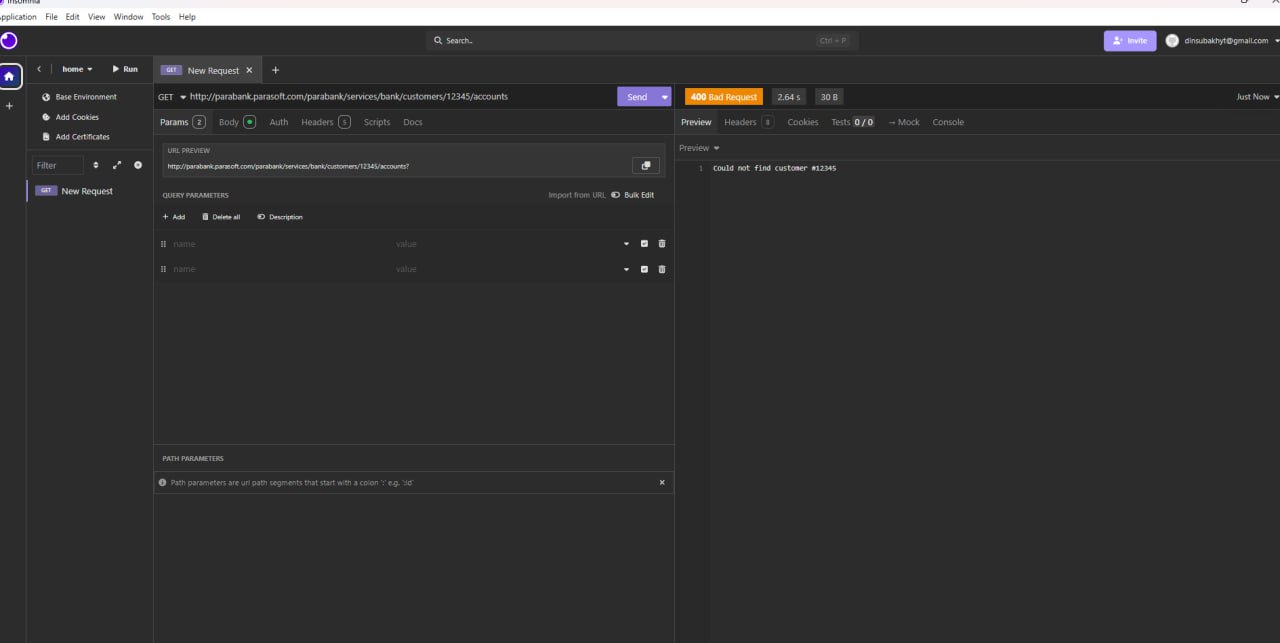 Insomnia
Application File Edit View Window Tools Help
Search.. Ctrl + P Invite dinsubakhyt@gmail.com
home Run GET New Request
Base Environment
Add Cookies
Add Certificates
Filter
GET New Request
GET http://parabank.parasoft.com/parabank/services/bank/customers/12345/accounts Send
Params 2 Body Auth Headers 5 Scripts Docs
URL PREVIEW
http://parabank.parasoft.com/parabank/services/bank/customers/12345/accounts?
QUERY PARAMETERS Import from URL Bulk Edit
+ Add Delete all Description
name value
name value
PATH PARAMETERS
Path parameters are url path segments that start with a colon ':' e.g. ':id'
400 Bad Request 2.64 s 30 B Just Now
Preview Headers 8 Cookies Tests 0 / 0 → Mock Console
Preview
1 Could not find customer #12345